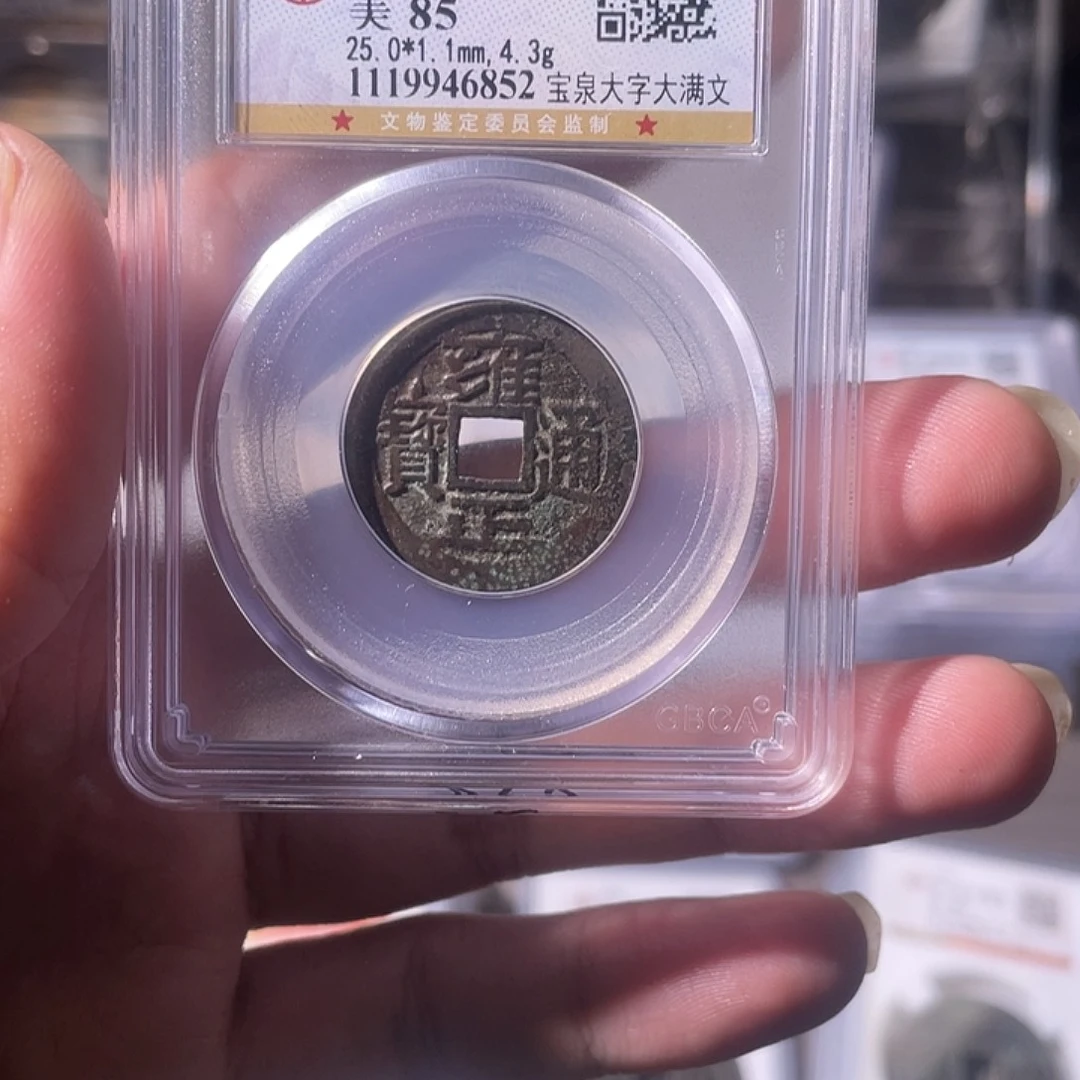 美 85
25.0*1.1mm, 4.3g
1119946852 宝泉大字大满文
★ 文物鉴定委员会监制 ★
雍正通寳
GBCA